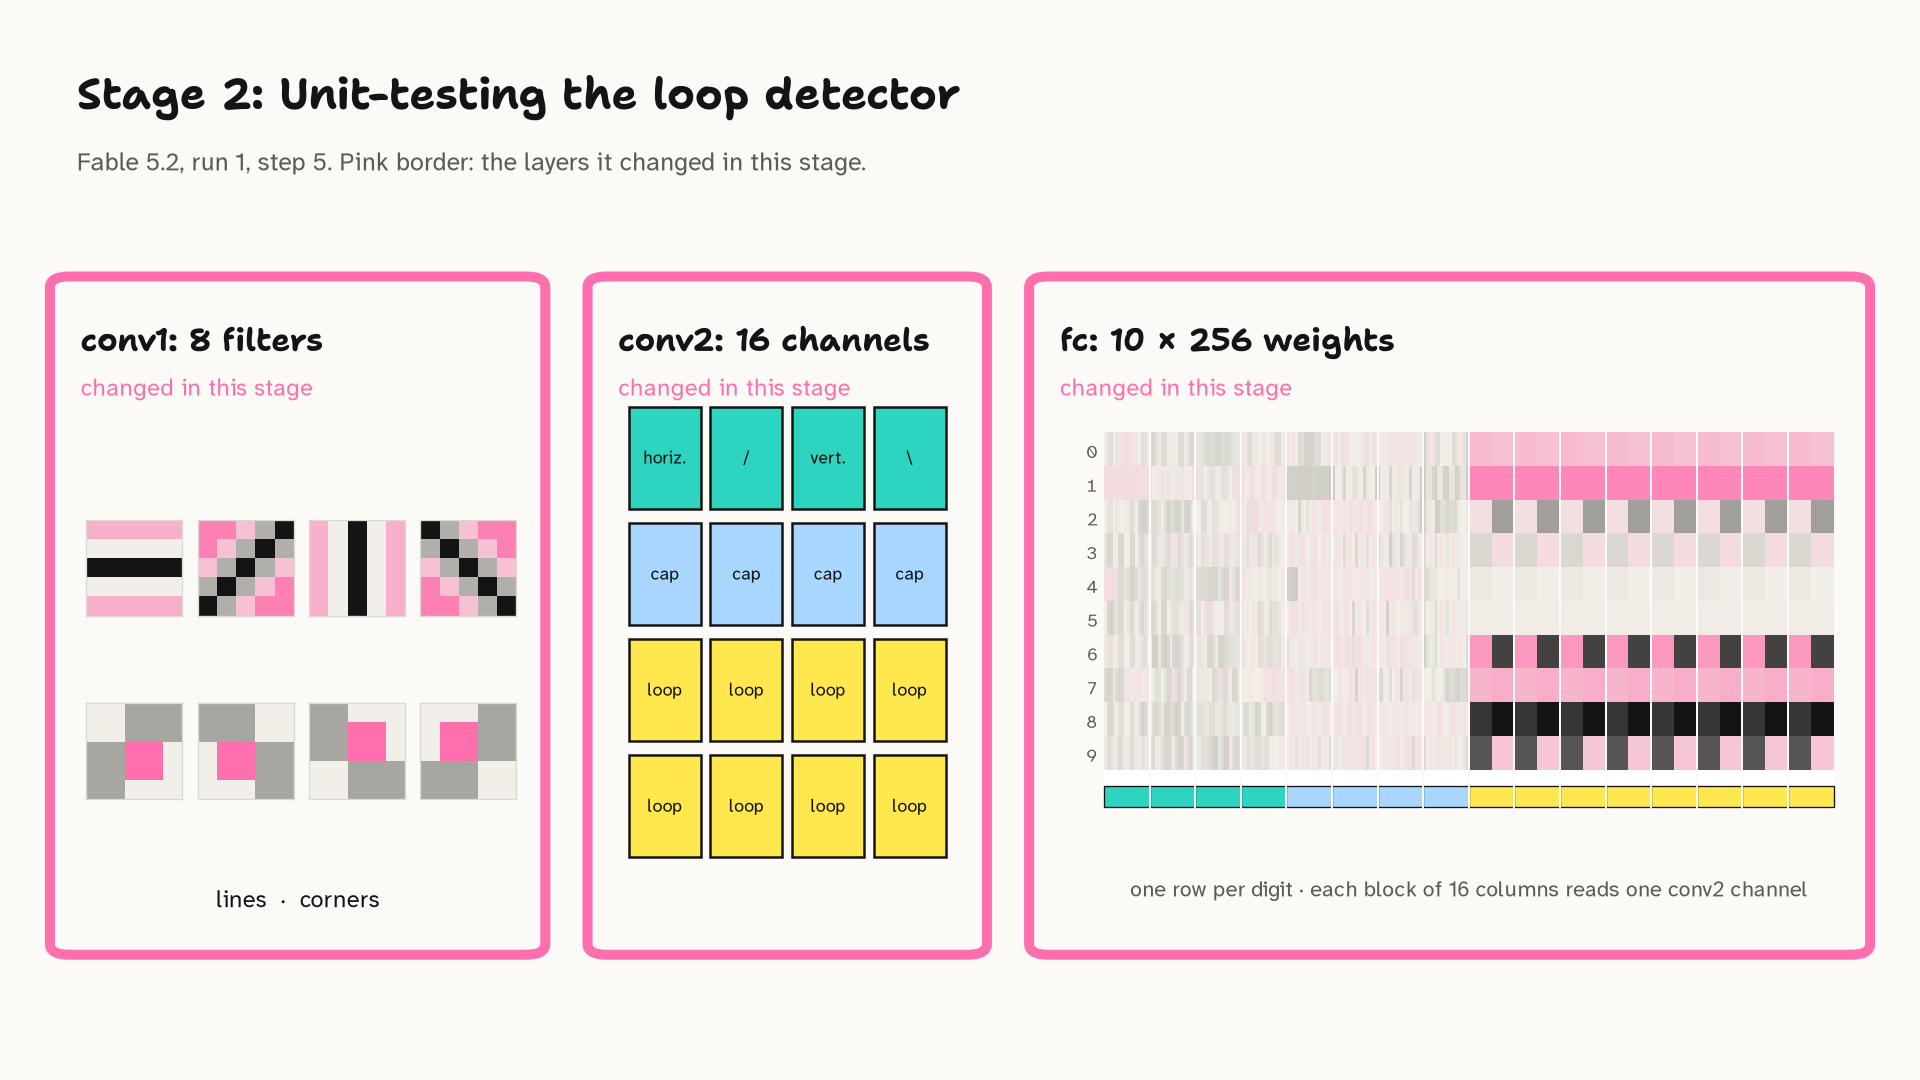 Stage 2: Unit-testing the loop detector
Fable 5.2, run 1, step 5. Pink border: the layers it changed in this stage.
conv1: 8 filters
changed in this stage
lines · corners
conv2: 16 channels
changed in this stage
horiz. / vert. \
cap cap cap cap
loop loop loop loop
loop loop loop loop
fc: 10 × 256 weights
changed in this stage
0
1
2
3
4
5
6
7
8
9
one row per digit · each block of 16 columns reads one conv2 channel